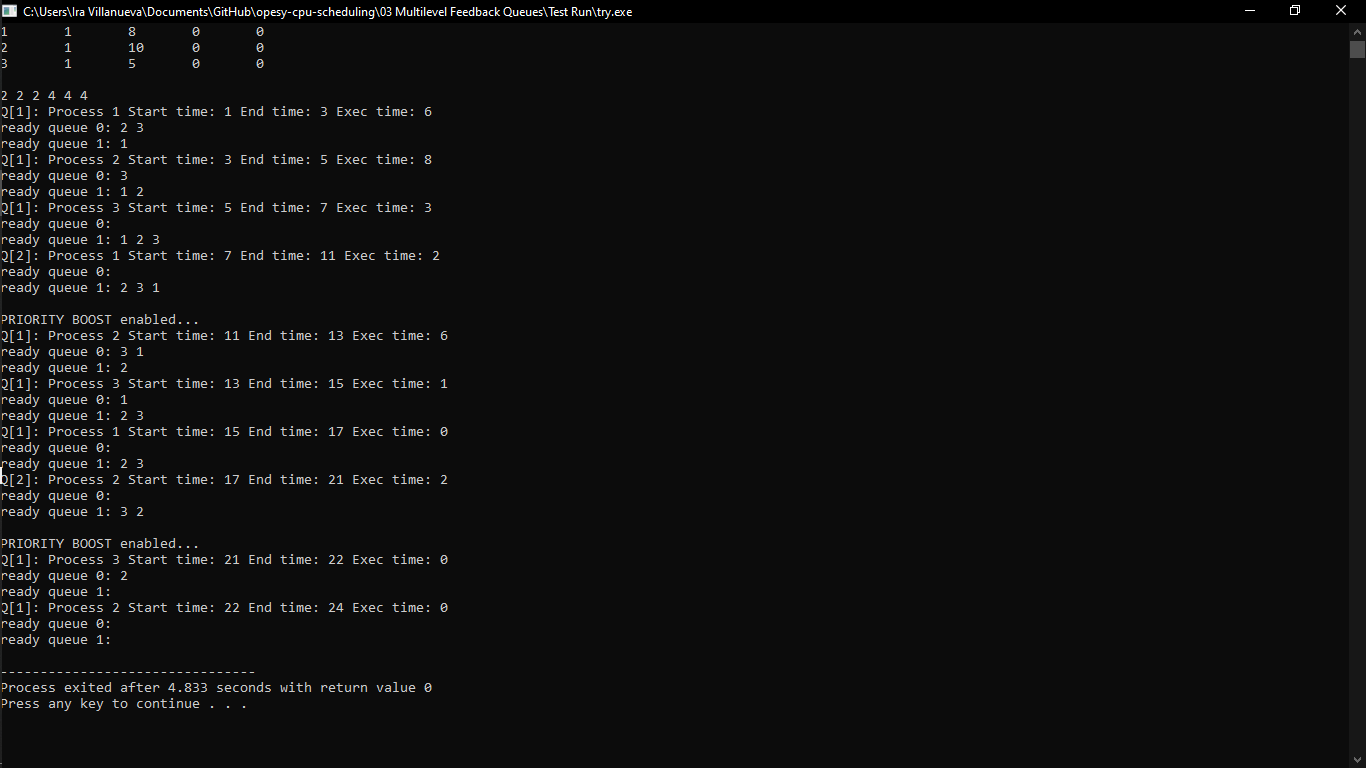 C:\Users\Ira Villanueva\Documents\GitHub\opesy-cpu-scheduling\03 Multilevel Feedback Queues\Test Run\try.exe
1 1 8 0 0
2 1 10 0 0
3 1 5 0 0
2 2 2 4 4 4
Q[1]: Process 1 Start time: 1 End time: 3 Exec time: 6
ready queue 0: 2 3
ready queue 1: 1
Q[1]: Process 2 Start time: 3 End time: 5 Exec time: 8
ready queue 0: 3
ready queue 1: 1 2
Q[1]: Process 3 Start time: 5 End time: 7 Exec time: 3
ready queue 0:
ready queue 1: 1 2 3
Q[2]: Process 1 Start time: 7 End time: 11 Exec time: 2
ready queue 0:
ready queue 1: 2 3 1
PRIORITY BOOST enabled...
Q[1]: Process 2 Start time: 11 End time: 13 Exec time: 6
ready queue 0: 3 1
ready queue 1: 2
Q[1]: Process 3 Start time: 13 End time: 15 Exec time: 1
ready queue 0: 1
ready queue 1: 2 3
Q[1]: Process 1 Start time: 15 End time: 17 Exec time: 0
ready queue 0:
ready queue 1: 2 3
Q[2]: Process 2 Start time: 17 End time: 21 Exec time: 2
ready queue 0:
ready queue 1: 3 2
PRIORITY BOOST enabled...
Q[1]: Process 3 Start time: 21 End time: 22 Exec time: 0
ready queue 0: 2
ready queue 1:
Q[1]: Process 2 Start time: 22 End time: 24 Exec time: 0
ready queue 0:
ready queue 1:
--------------------------------
Process exited after 4.833 seconds with return value 0
Press any key to continue . . .